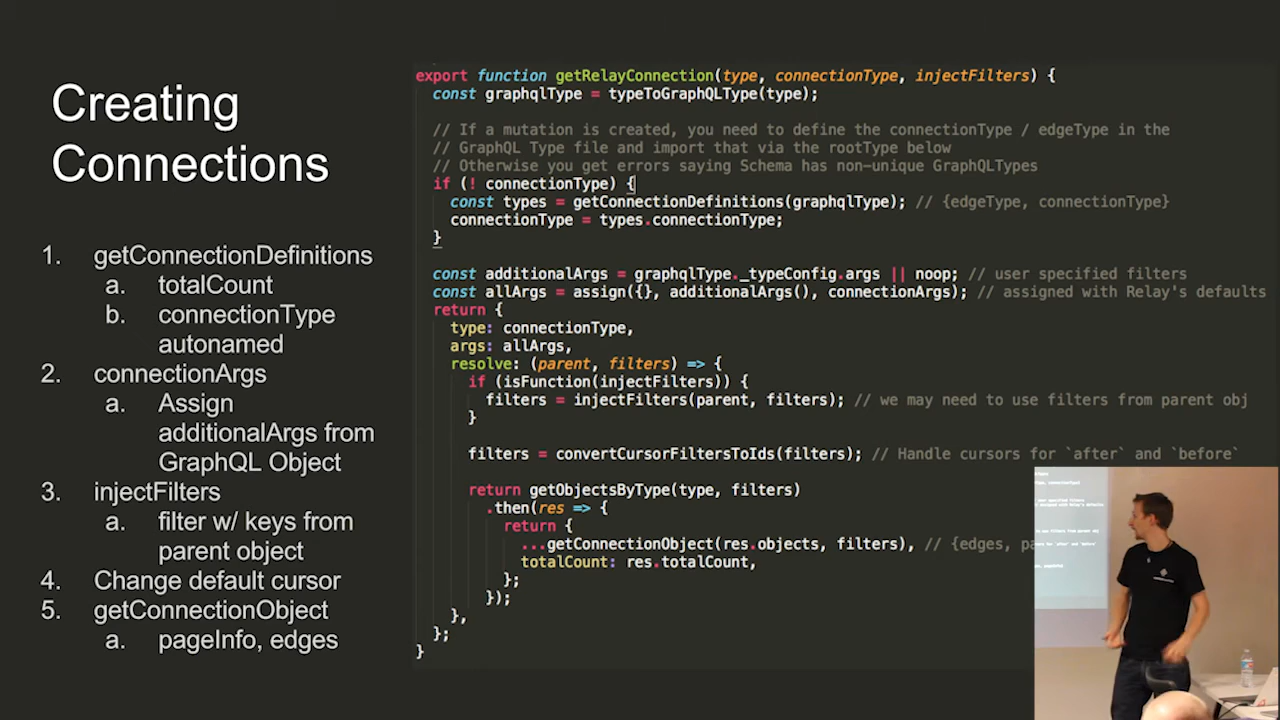 Creating
Connections
1. getConnectionDefinitions
a. totalCount
b. connectionType
autonamed
2. connectionArgs
a. Assign
additionalArgs from
GraphQL Object
3. injectFilters
a. filter w/ keys from
parent object
4. Change default cursor
5. getConnectionObject
a. pageInfo, edges
export function getRelayConnection(type, connectionType, injectFilters) {
const graphqlType = typeToGraphQLType(type);
// If a mutation is created, you need to define the connectionType / edgeType in the
// GraphQL Type file and import that via the rootType below
// Otherwise you get errors saying Schema has non-unique GraphQLTypes
if (! connectionType) {
const types = getConnectionDefinitions(graphqlType); // {edgeType, connectionType}
connectionType = types.connectionType;
}
const additionalArgs = graphqlType._typeConfig.args || noop; // user specified filters
const allArgs = assign({}, additionalArgs(), connectionArgs); // assigned with Relay's defaults
return {
type: connectionType,
args: allArgs,
resolve: (parent, filters) => {
if (isFunction(injectFilters)) {
filters = injectFilters(parent, filters); // we may need to use filters from parent obj
}
filters = convertCursorFiltersToIds(filters); // Handle cursors for `after` and `before`
return getObjectsByType(type, filters)
.then(res => {
return {
...getConnectionObject(res.objects, filters), // {edges,
totalCount: res.totalCount,
};
});
},
};
}